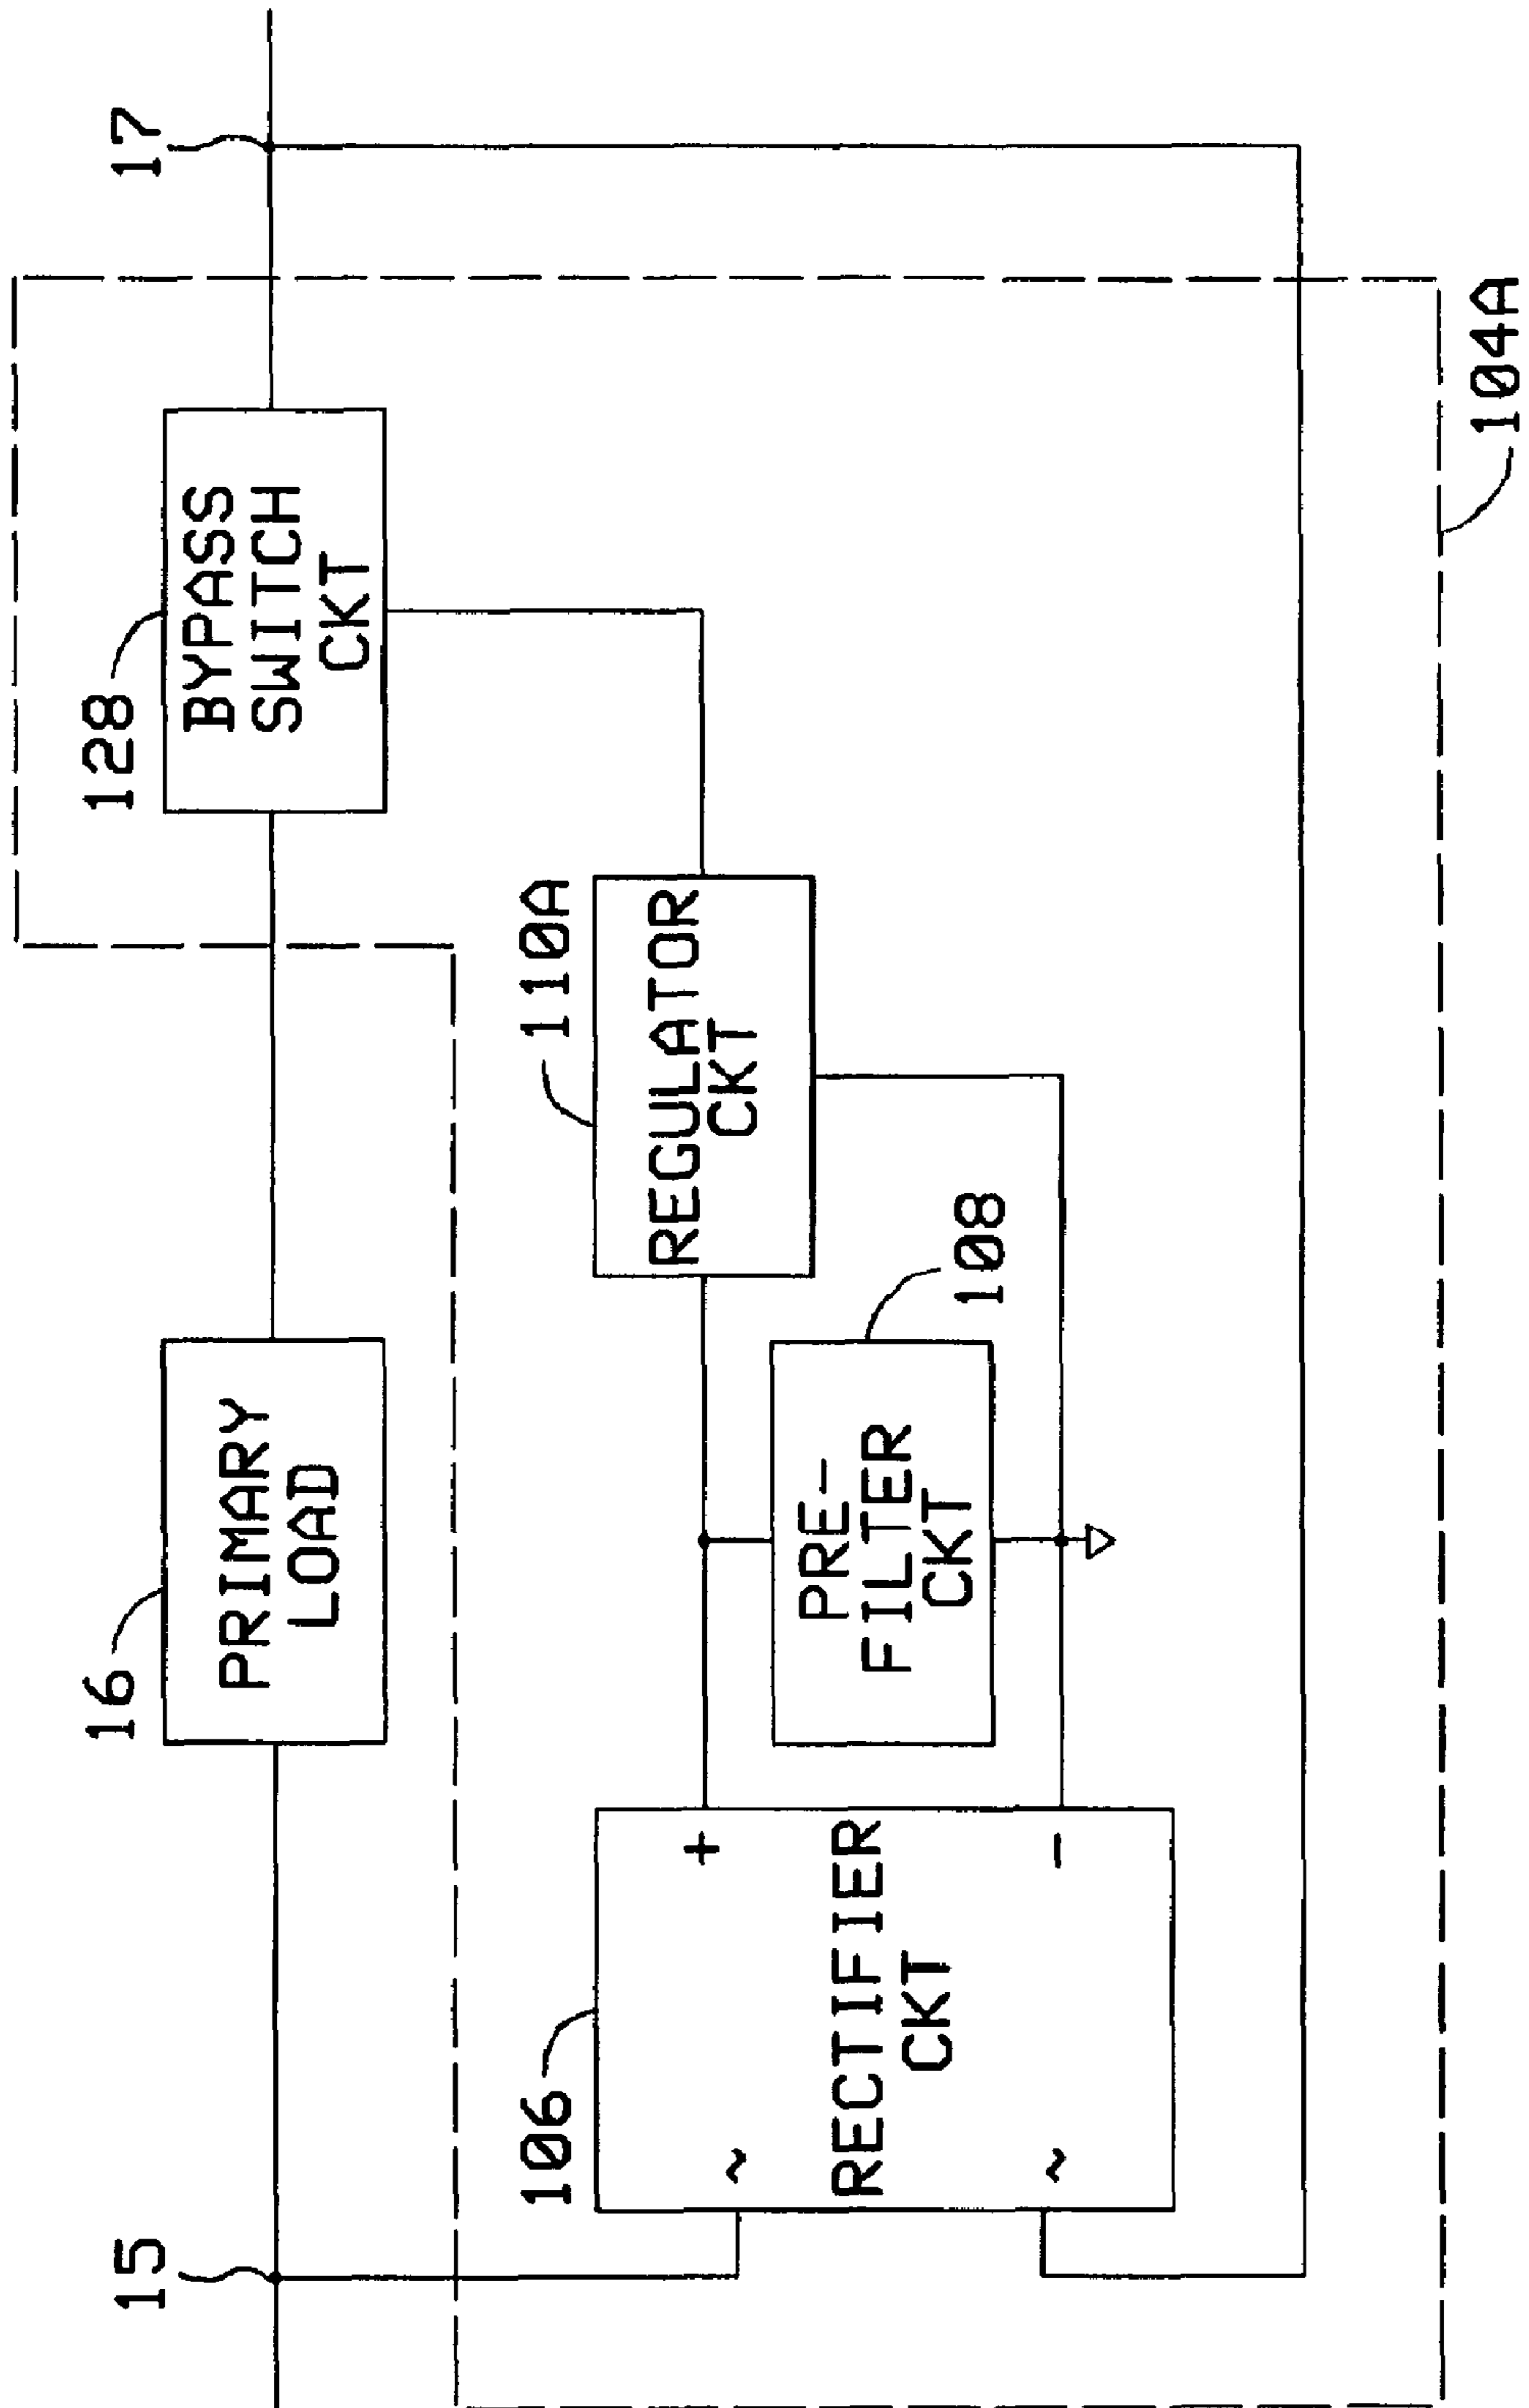 15
17
16
PRIMARY
LOAD
128
BYPASS
SWITCH
CKT
106
~
~
+
-
RECTIFIER
CKT
110A
REGULATOR
CKT
PRE-
FILTER
CKT
108
104A